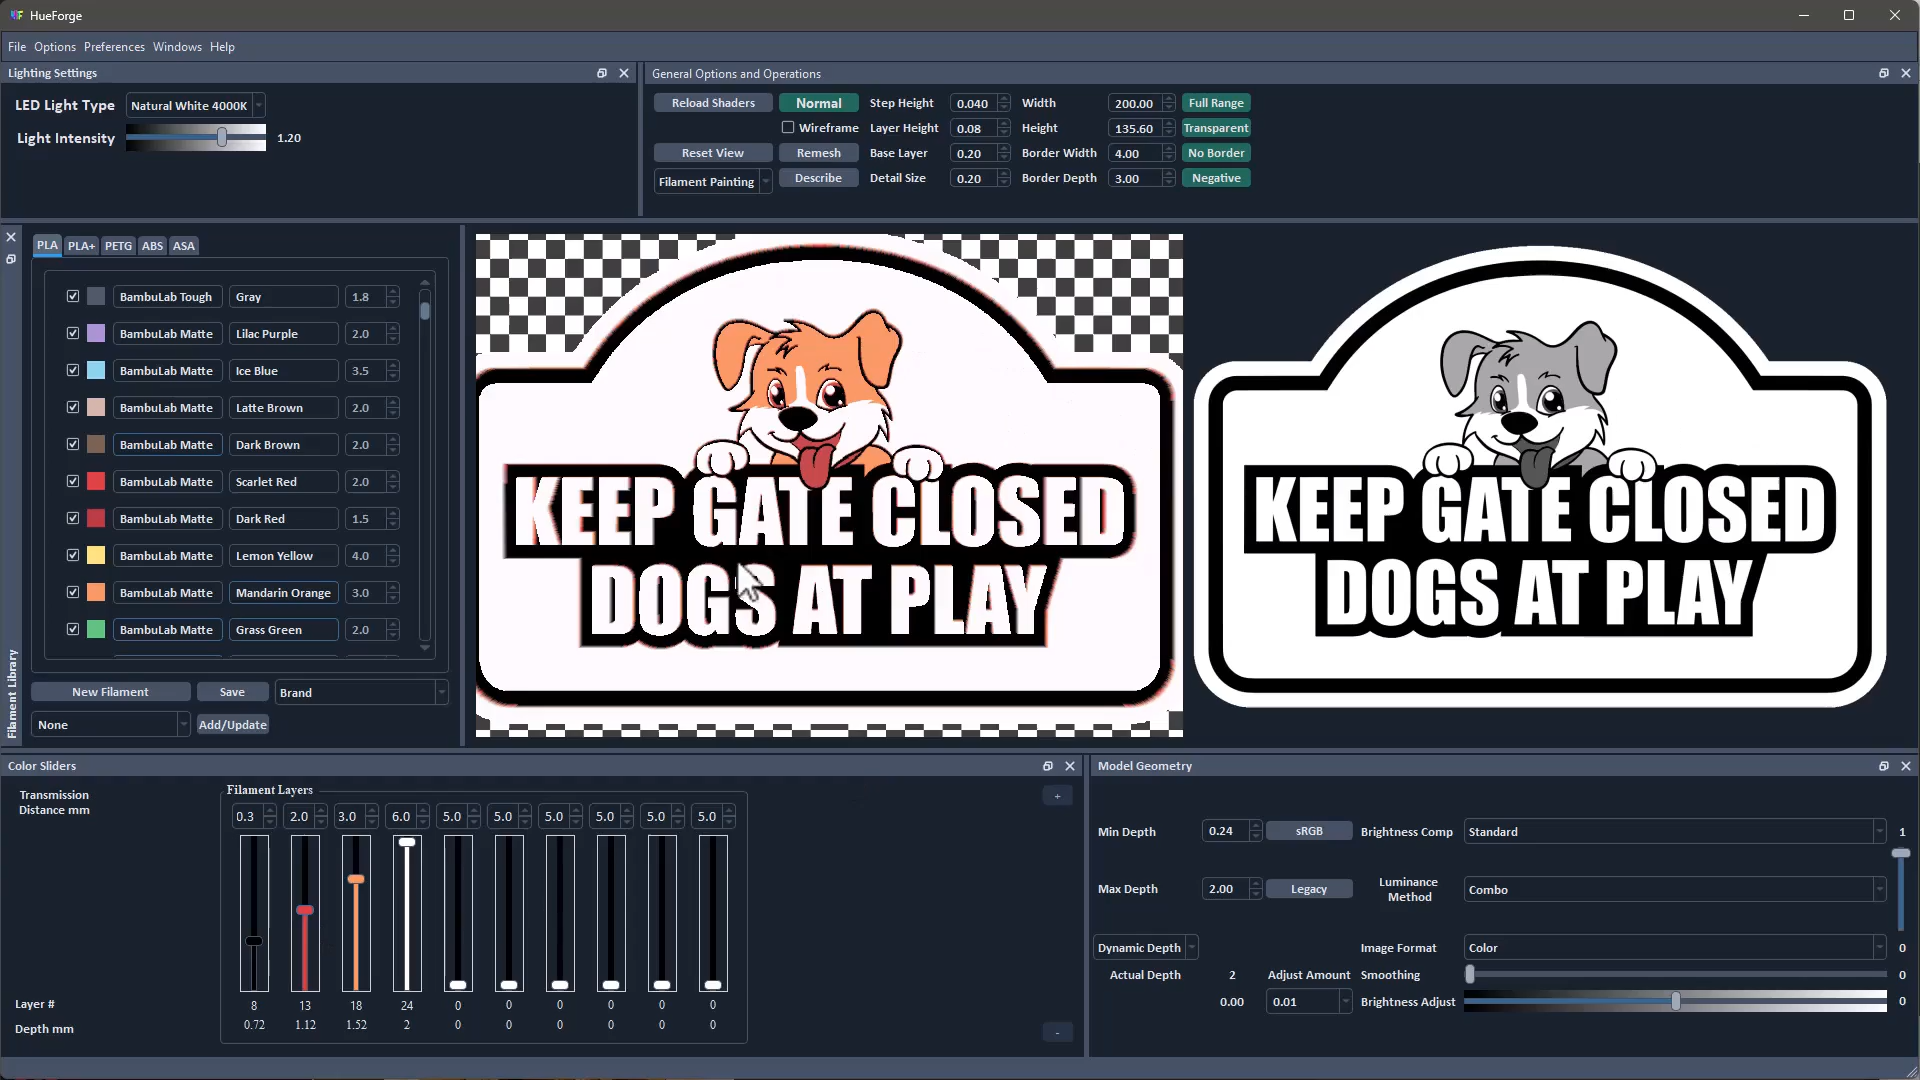 HueForge
File Options Preferences Windows Help
Lighting Settings
LED Light Type Natural White 4000K
Light Intensity 1.20
General Options and Operations
Reload Shaders Normal Step Height 0.040 Width 200.00 Full Range
Wireframe Layer Height 0.08 Height 135.60 Transparent
Reset View Remesh Base Layer 0.20 Border Width 4.00 No Border
Filament Painting Describe Detail Size 0.20 Border Depth 3.00 Negative
Filament Library
PLA PLA+ PETG ABS ASA
BambuLab Tough Gray 1.8
BambuLab Matte Lilac Purple 2.0
BambuLab Matte Ice Blue 3.5
BambuLab Matte Latte Brown 2.0
BambuLab Matte Dark Brown 2.0
BambuLab Matte Scarlet Red 2.0
BambuLab Matte Dark Red 1.5
BambuLab Matte Lemon Yellow 4.0
BambuLab Matte Mandarin Orange 3.0
BambuLab Matte Grass Green 2.0
New Filament Save Brand
None Add/Update
KEEP GATE CLOSED
DOGS AT PLAY
KEEP GATE CLOSED
DOGS AT PLAY
Color Sliders
Transmission
Distance mm
Filament Layers
0.3 2.0 3.0 6.0 5.0 5.0 5.0 5.0 5.0 5.0
+
Layer # 8 13 18 24 0 0 0 0 0 0
Depth mm 0.72 1.12 1.52 2 0 0 0 0 0 0
-
Model Geometry
Min Depth 0.24 sRGB Brightness Comp Standard 1
Max Depth 2.00 Legacy Luminance Method Combo
Dynamic Depth Image Format Color 0
Actual Depth 2 Adjust Amount Smoothing 0
0.00 0.01 Brightness Adjust 0